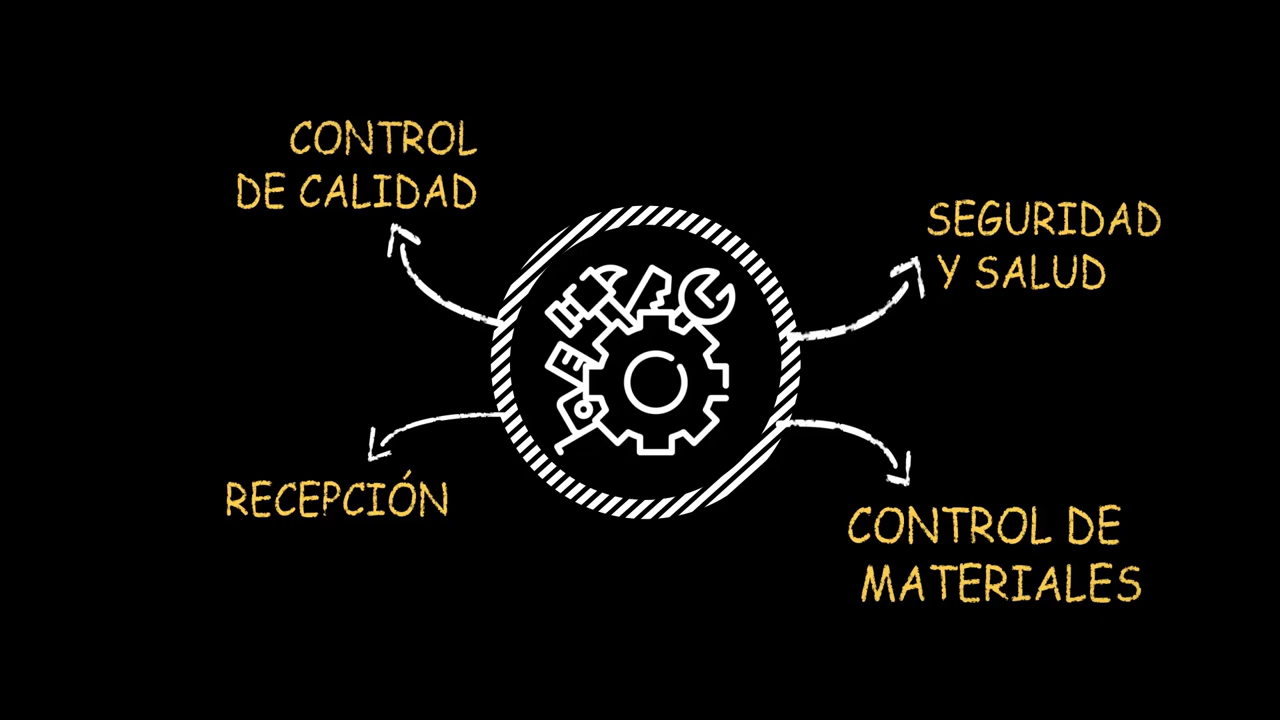 CONTROL
DE CALIDAD
SEGURIDAD
Y SALUD
RECEPCIÓN
CONTROL DE
MATERIALES